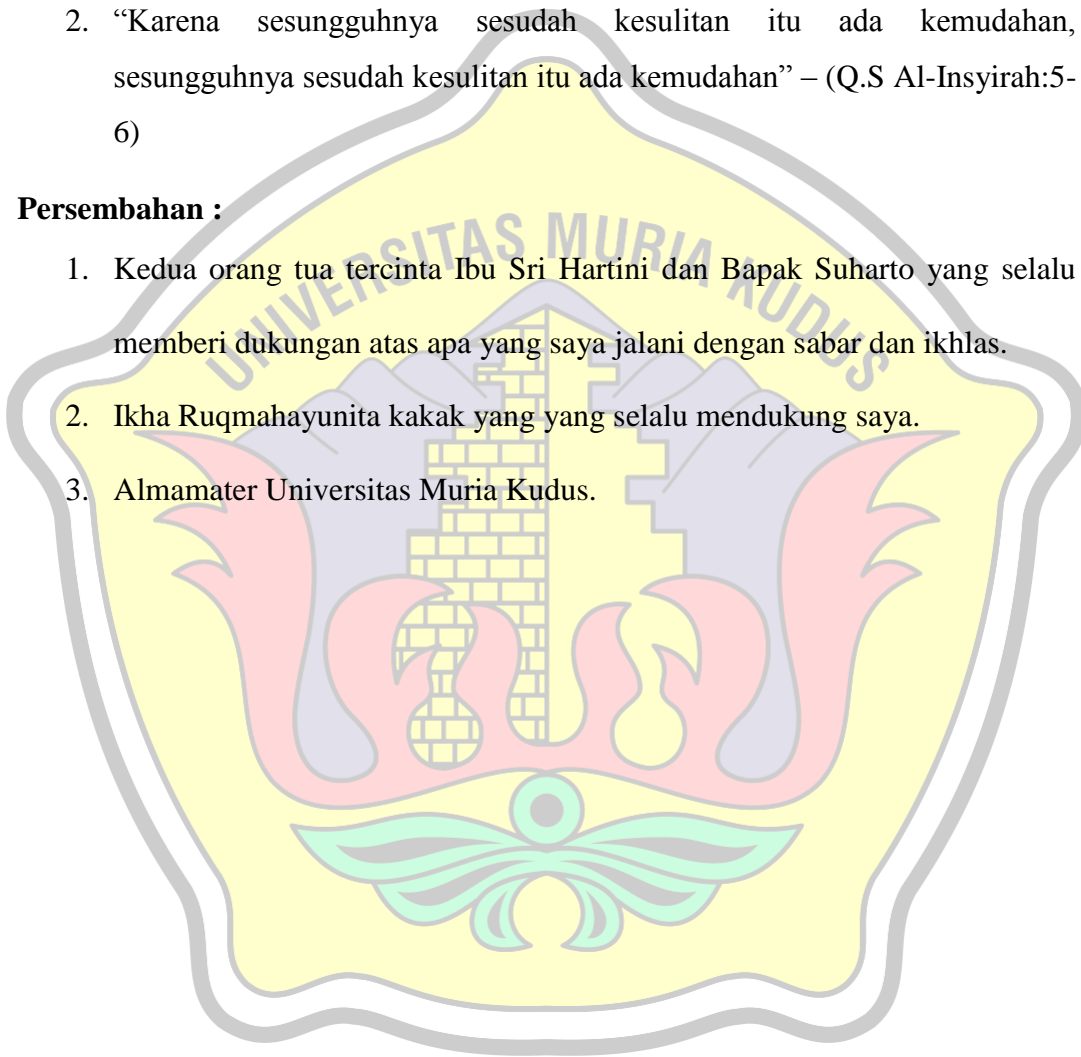 2. “Karena sesungguhnya sesudah kesulitan itu ada kemudahan,
sesungguhnya sesudah kesulitan itu ada kemudahan” – (Q.S Al-Insyirah:5-
6)
Persembahan :
UNIVERSITAS MURIA KUDUS
1. Kedua orang tua tercinta Ibu Sri Hartini dan Bapak Suharto yang selalu
memberi dukungan atas apa yang saya jalani dengan sabar dan ikhlas.
2. Ikha Ruqmahayunita kakak yang yang selalu mendukung saya.
3. Almamater Universitas Muria Kudus.